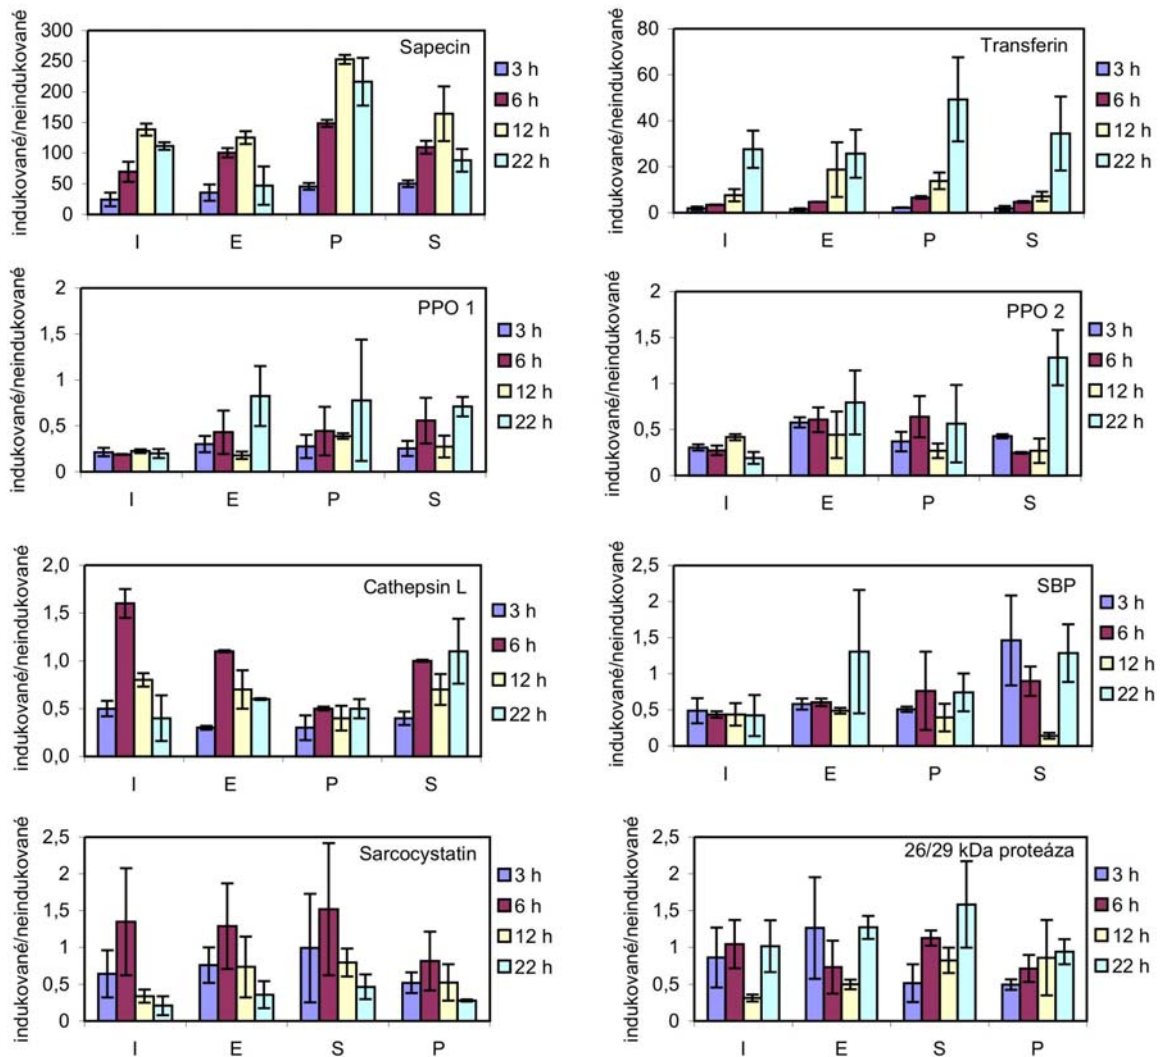 indukované/neindukované
300
250
200
150
100
50
0
Sapecin
I E P S
3 h
6 h
12 h
22 h
indukované/neindukované
80
60
40
20
0
Transferin
I E P S
3 h
6 h
12 h
22 h
indukované/neindukované
2
1,5
1
0,5
0
PPO 1
I E P S
3 h
6 h
12 h
22 h
indukované/neindukované
2
1,5
1
0,5
0
PPO 2
I E P S
3 h
6 h
12 h
22 h
indukované/neindukované
2,0
1,5
1,0
0,5
0,0
Cathepsin L
I E P S
3 h
6 h
12 h
22 h
indukované/neindukované
2,5
2
1,5
1
0,5
0
SBP
I E P S
3 h
6 h
12 h
22 h
indukované/neindukované
2,5
2
1,5
1
0,5
0
Sarcocystatin
I E S P
3 h
6 h
12 h
22 h
indukované/neindukované
2,5
2
1,5
1
0,5
0
26/29 kDa proteáza
I E S P
3 h
6 h
12 h
22 h